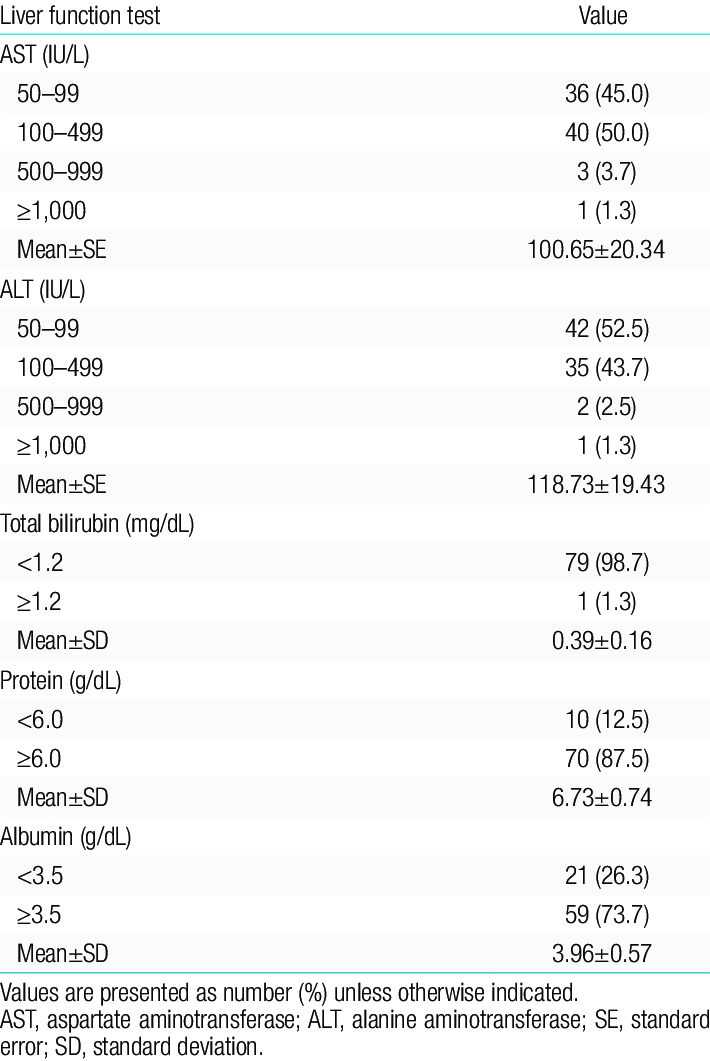 Liver function test Value
AST (IU/L)
50–99 36 (45.0)
100–499 40 (50.0)
500–999 3 (3.7)
≥1,000 1 (1.3)
Mean±SE 100.65±20.34
ALT (IU/L)
50–99 42 (52.5)
100–499 35 (43.7)
500–999 2 (2.5)
≥1,000 1 (1.3)
Mean±SE 118.73±19.43
Total bilirubin (mg/dL)
<1.2 79 (98.7)
≥1.2 1 (1.3)
Mean±SD 0.39±0.16
Protein (g/dL)
<6.0 10 (12.5)
≥6.0 70 (87.5)
Mean±SD 6.73±0.74
Albumin (g/dL)
<3.5 21 (26.3)
≥3.5 59 (73.7)
Mean±SD 3.96±0.57
Values are presented as number (%) unless otherwise indicated.
AST, aspartate aminotransferase; ALT, alanine aminotransferase; SE, standard
error; SD, standard deviation.